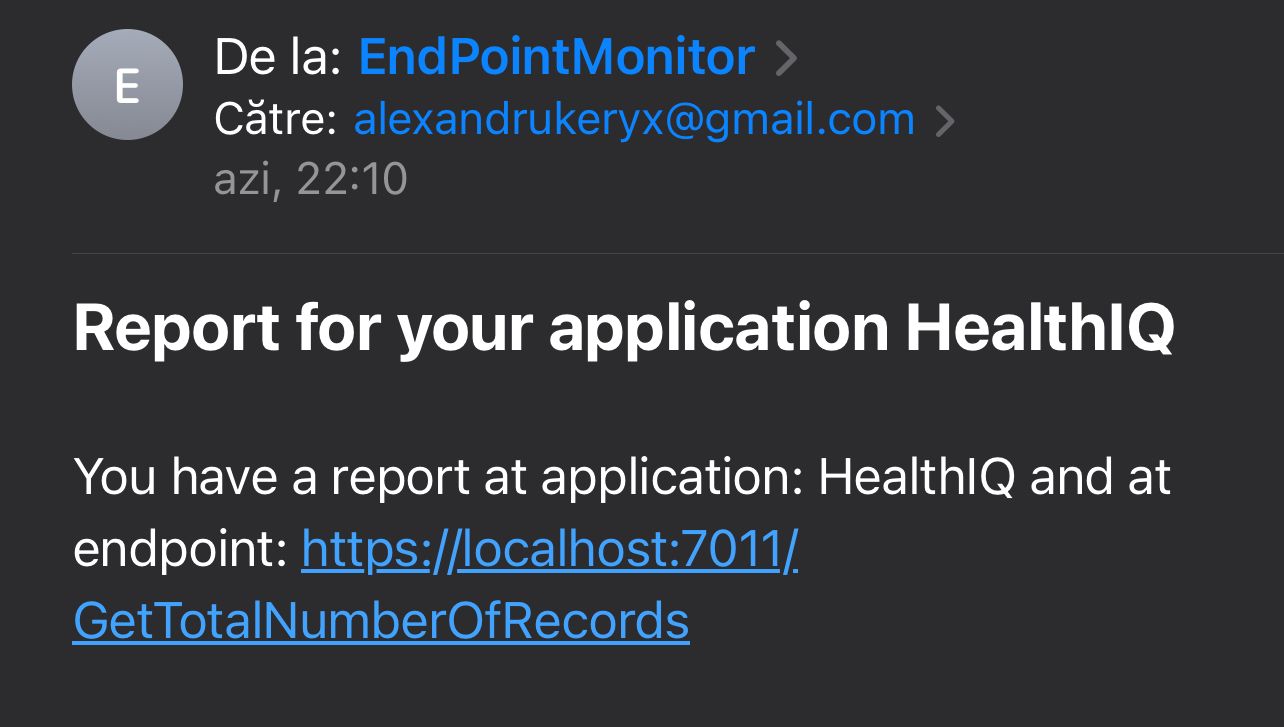 E
De la: EndPointMonitor
Către: alexandrukeryx@gmail.com
azi, 22:10
Report for your application HealthIQ
You have a report at application: HealthIQ and at
endpoint: https://localhost:7011/
GetTotalNumberOfRecords